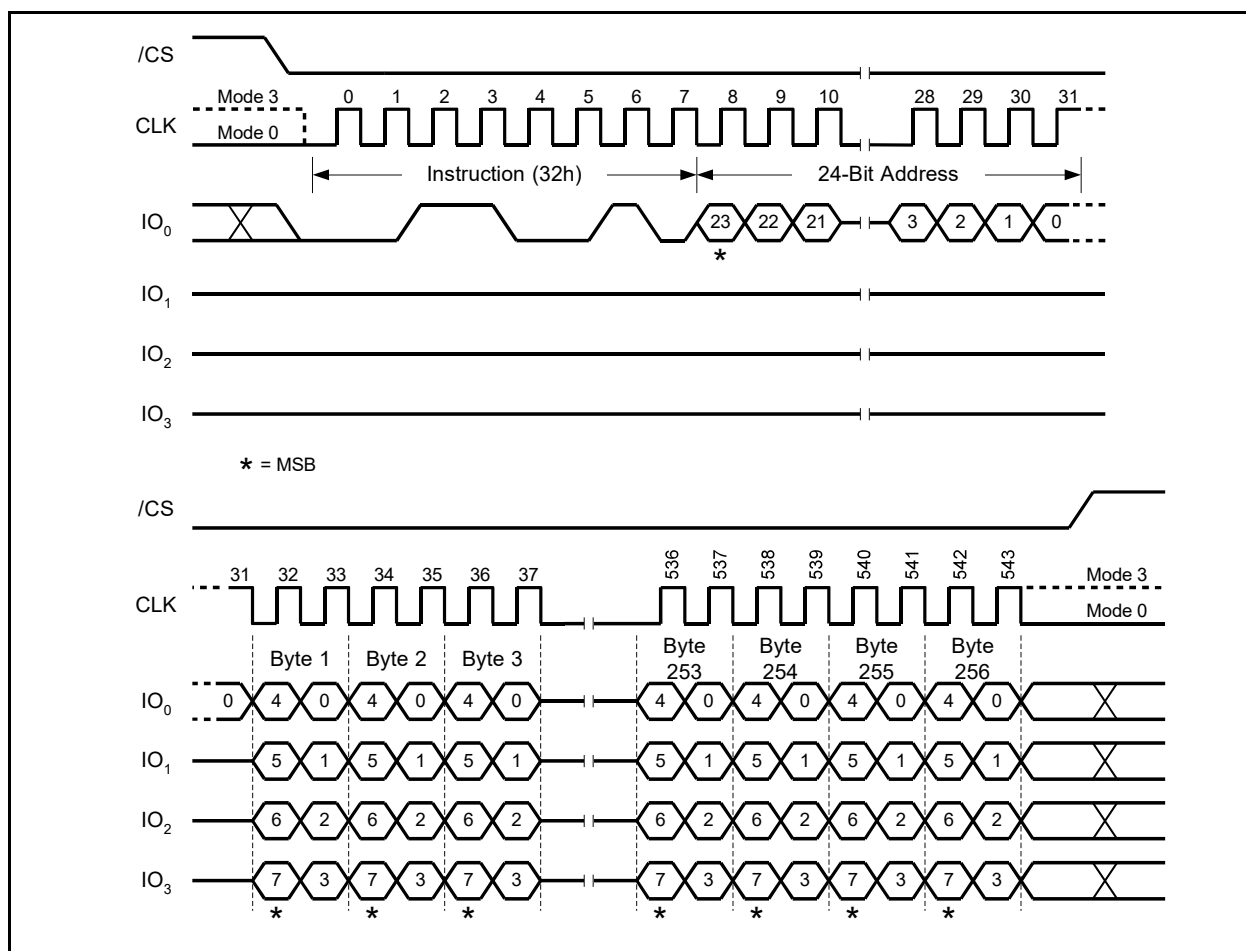 /CS
Mode 3
0 1 2 3 4 5 6 7 8 9 10 28 29 30 31
CLK
Mode 0
Instruction (32h) 24-Bit Address
IO0 23 22 21 3 2 1 0
*
IO1
IO2
IO3
* = MSB
/CS
31 32 33 34 35 36 37 536 537 538 539 540 541 542 543
Mode 3
CLK
Mode 0
Byte 1 Byte 2 Byte 3 Byte 253 Byte 254 Byte 255 Byte 256
IO0 0 4 0 4 0 4 0 4 0 4 0 4 0 4 0
IO1 5 1 5 1 5 1 5 1 5 1 5 1 5 1
IO2 6 2 6 2 6 2 6 2 6 2 6 2 6 2
IO3 7 3 7 3 7 3 7 3 7 3 7 3 7 3
* * * * * * *